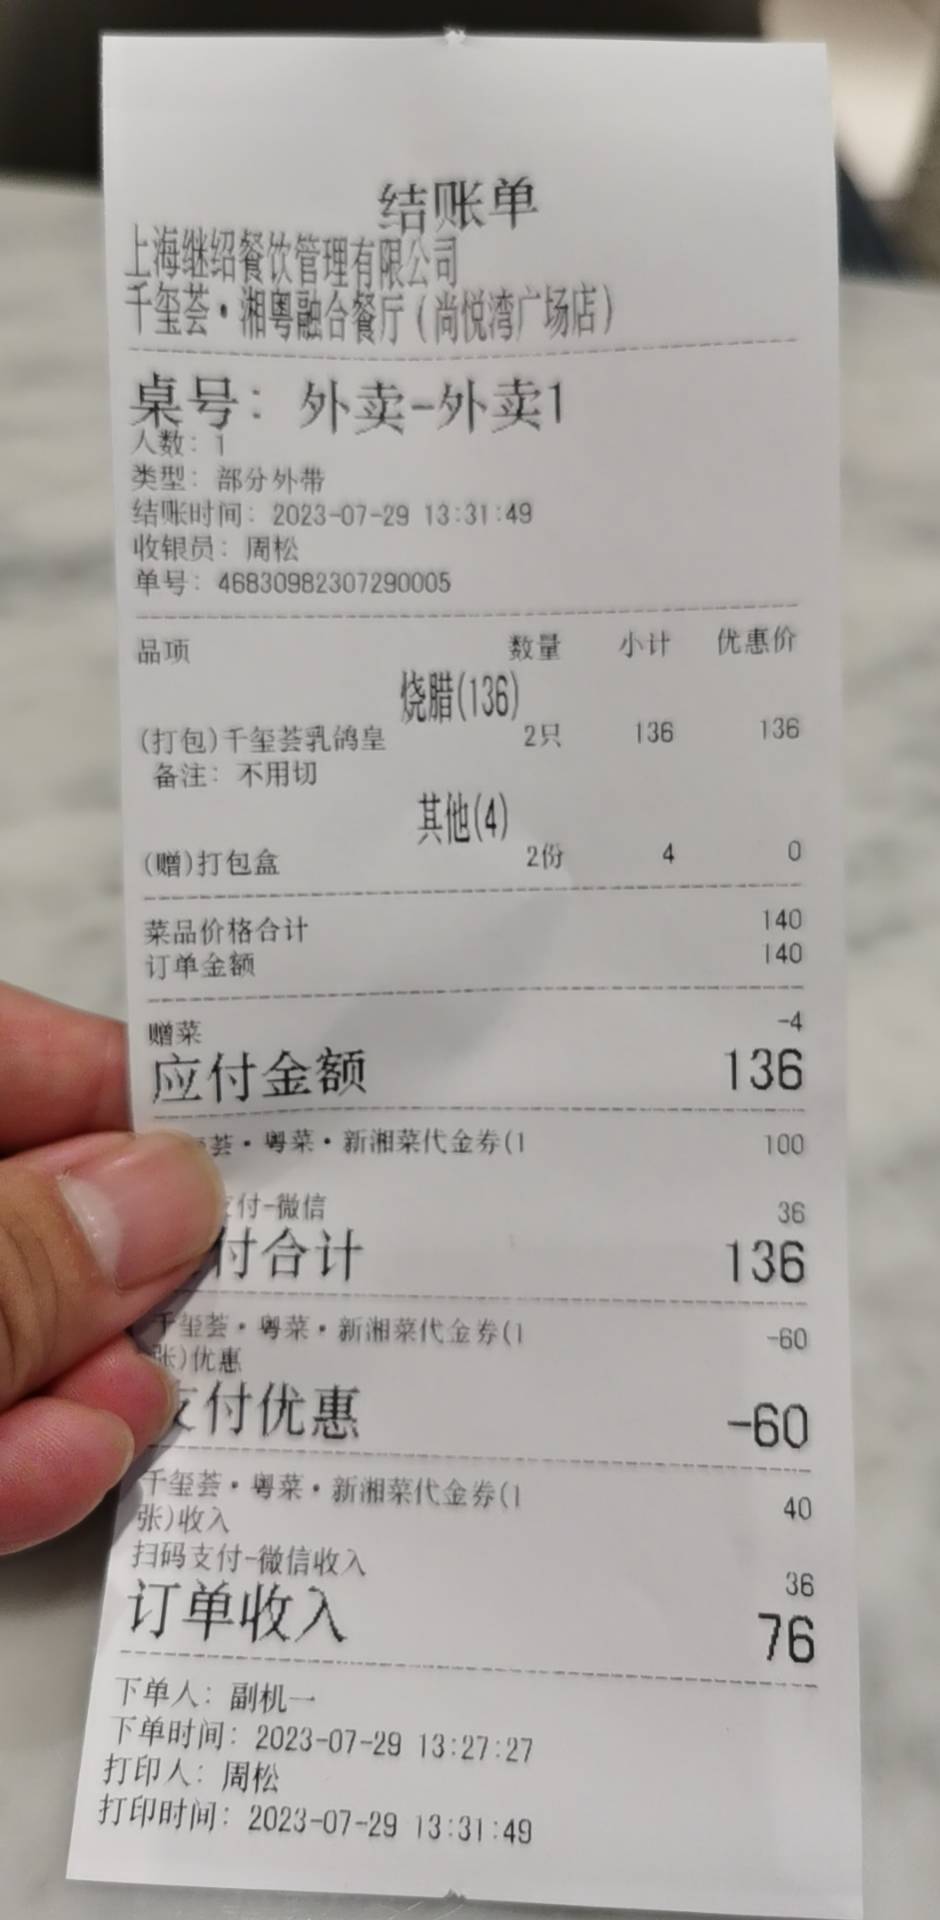 结账单
上海继绍餐饮管理有限公司
千玺荟·湘粤融合餐厅(尚悦湾广场店)
桌号: 外卖-外卖1
人数: 1
类型: 部分外带
结账时间: 2023-07-29 13:31:49
收银员: 周松
单号: 46830982307290005
品项 数量 小计 优惠价
烧腊(136)
(打包)千玺荟乳鸽皇 2只 136 136
备注: 不用切
其他(4)
(赠)打包盒 2份 4 0
菜品价格合计 140
订单金额 140
赠菜 -4
应付金额 136
荟·粤菜·新湘菜代金券(1 100
付-微信 36
付合计 136
千玺荟·粤菜·新湘菜代金券(1 -60
张)优惠
支付优惠 -60
千玺荟·粤菜·新湘菜代金券(1 40
张)收入
扫码支付-微信收入 36
订单收入 76
下单人: 副机一
下单时间: 2023-07-29 13:27:27
打印人: 周松
打印时间: 2023-07-29 13:31:49